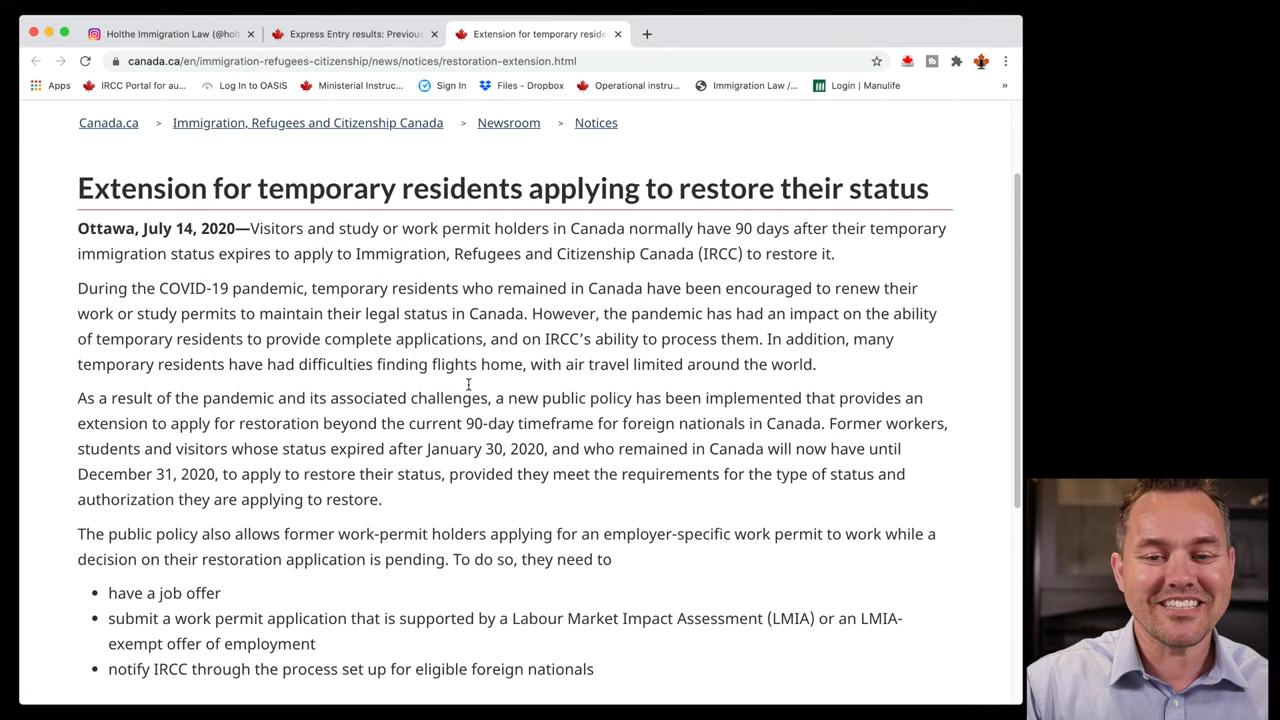 Holthe Immigration Law (@holt
Express Entry results: Previous
Extension for temporary reside
canada.ca/en/immigration-refugees-citizenship/news/notices/restoration-extension.html
Apps
IRCC Portal for au...
Log In to OASIS
Ministerial Instruc...
Sign In
Files - Dropbox
Operational instru...
Immigration Law /...
Login | Manulife
»
Canada.ca > Immigration, Refugees and Citizenship Canada > Newsroom > Notices
Extension for temporary residents applying to restore their status
Ottawa, July 14, 2020—Visitors and study or work permit holders in Canada normally have 90 days after their temporary
immigration status expires to apply to Immigration, Refugees and Citizenship Canada (IRCC) to restore it.
During the COVID-19 pandemic, temporary residents who remained in Canada have been encouraged to renew their
work or study permits to maintain their legal status in Canada. However, the pandemic has had an impact on the ability
of temporary residents to provide complete applications, and on IRCC's ability to process them. In addition, many
temporary residents have had difficulties finding flights home, with air travel limited around the world.
As a result of the pandemic and its associated challenges, a new public policy has been implemented that provides an
extension to apply for restoration beyond the current 90-day timeframe for foreign nationals in Canada. Former workers,
students and visitors whose status expired after January 30, 2020, and who remained in Canada will now have until
December 31, 2020, to apply to restore their status, provided they meet the requirements for the type of status and
authorization they are applying to restore.
The public policy also allows former work-permit holders applying for an employer-specific work permit to work while a
decision on their restoration application is pending. To do so, they need to
• have a job offer
• submit a work permit application that is supported by a Labour Market Impact Assessment (LMIA) or an LMIA-
exempt offer of employment
• notify IRCC through the process set up for eligible foreign nationals